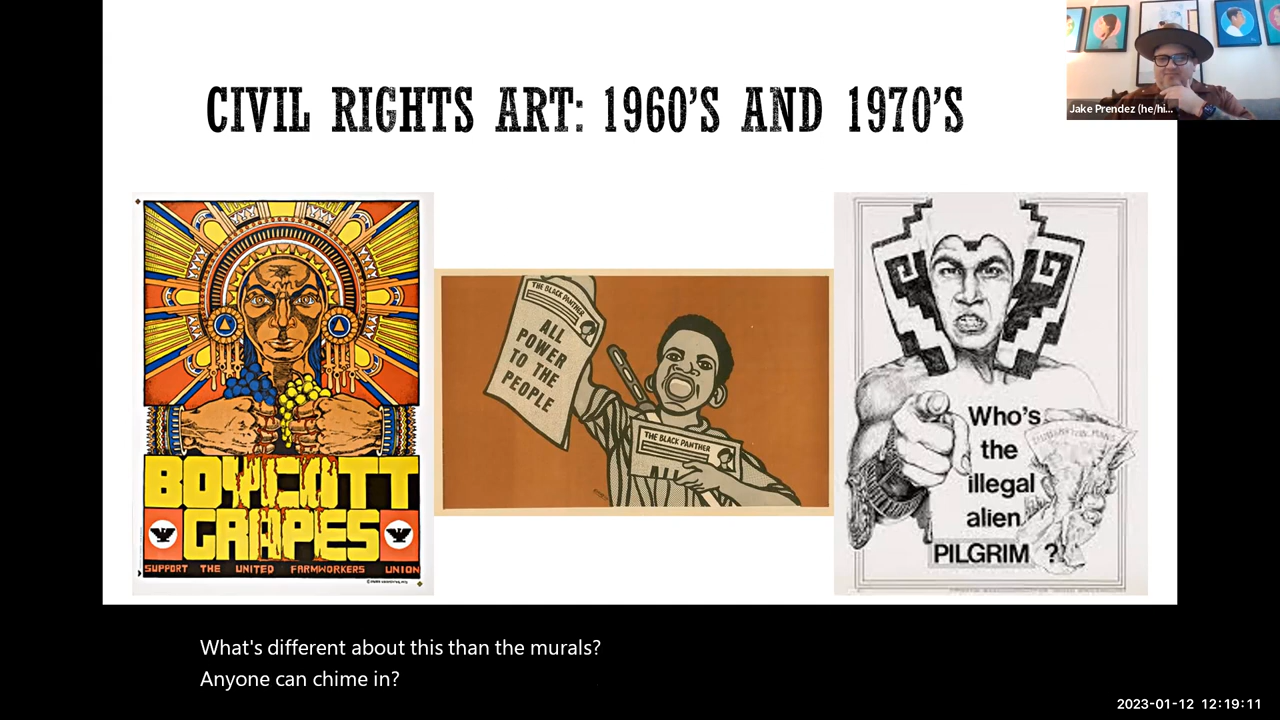 CIVIL RIGHTS ART: 1960'S AND 1970'S
Jake Prendez (he/hi...
BOYCOTT
GRAPES
SUPPORT THE UNITED FARMWORKERS UNION
THE BLACK PANTHER
ALL
POWER
TO THE
PEOPLE
THE BLACK PANTHER
ALL
Who's
the
illegal
alien
PILGRIM ?
What's different about this than the murals?
Anyone can chime in?
2023-01-12 12:19:11